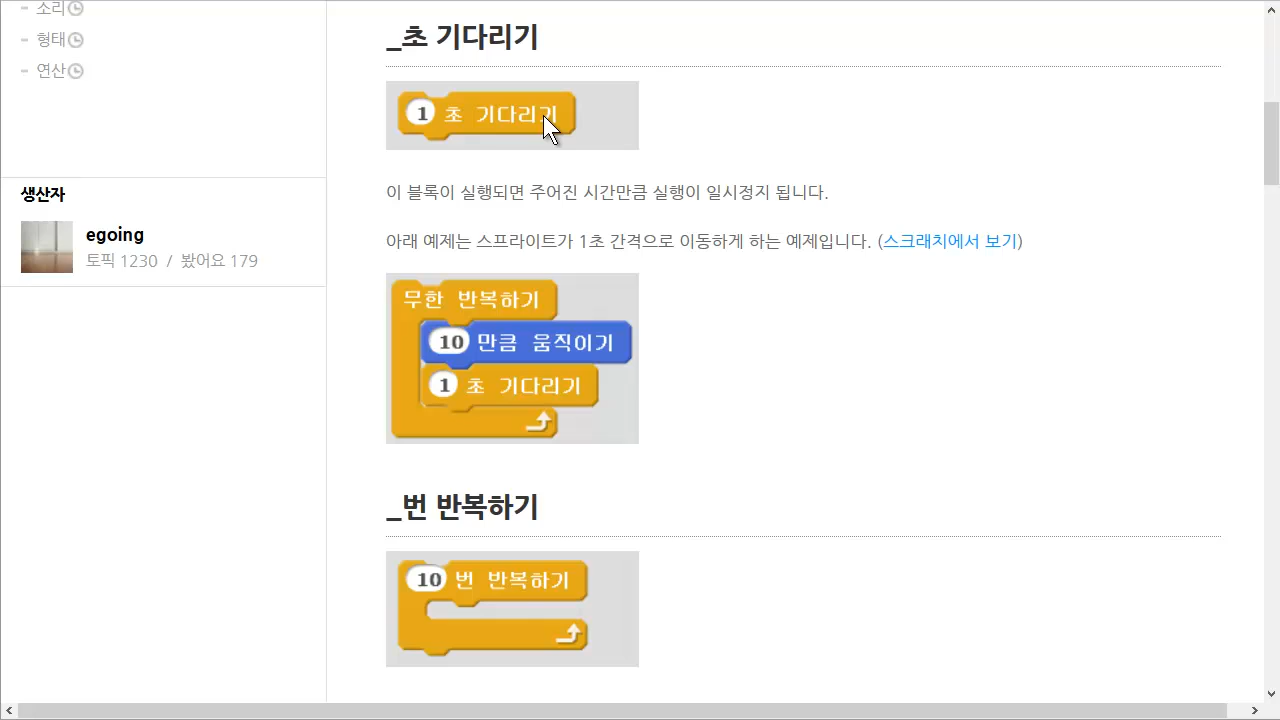 소리
형태
연산
생산자
egoing
토픽 1230 / 봤어요 179
_초 기다리기
1 초 기다리기
이 블록이 실행되면 주어진 시간만큼 실행이 일시정지 됩니다.
아래 예제는 스프라이트가 1초 간격으로 이동하게 하는 예제입니다. (스크래치에서 보기)
무한 반복하기
10 만큼 움직이기
1 초 기다리기
_번 반복하기
10 번 반복하기